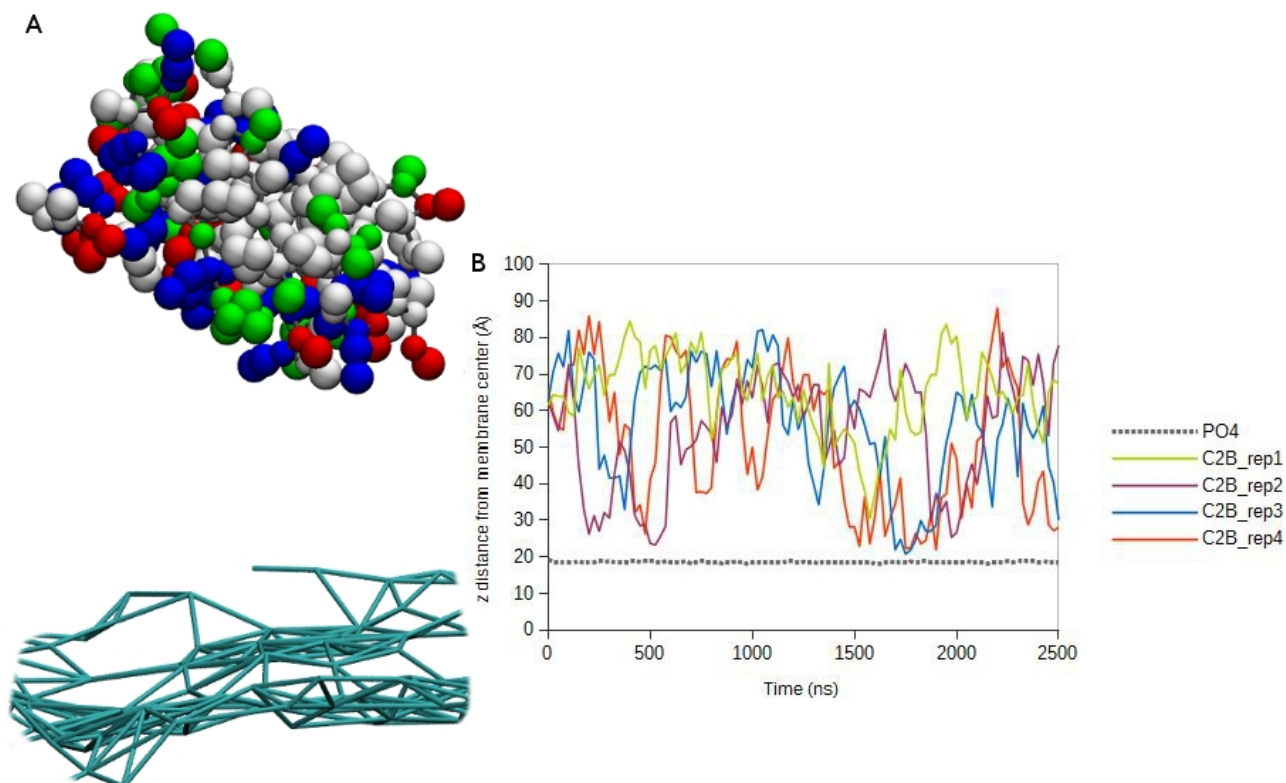 A
B
100
90
80
70
60
50
40
30
20
10
0
z distance from membrane center (Å)
0 500 1000 1500 2000 2500
Time (ns)
PO4
C2B_rep1
C2B_rep2
C2B_rep3
C2B_rep4